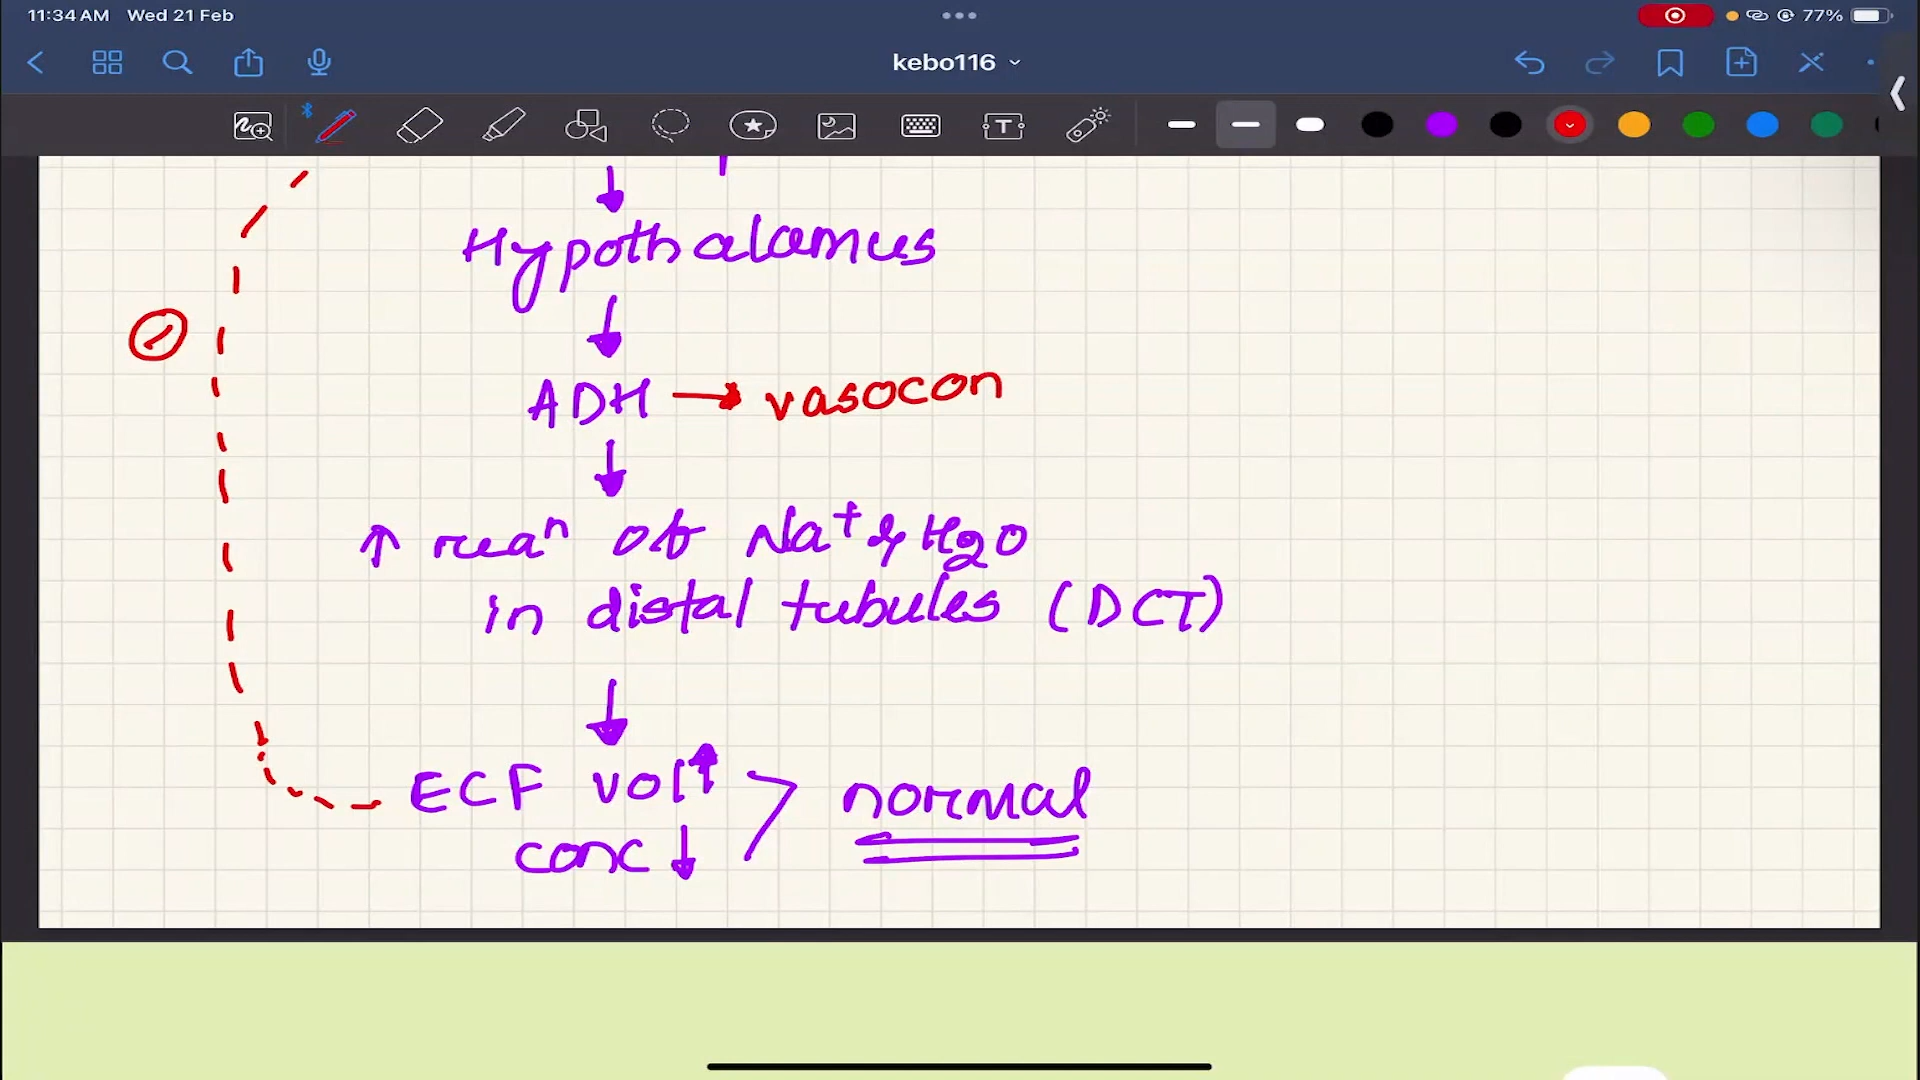 11:34 AM Wed 21 Feb
77%
kebo116
Hypothalamus
ADH → vasocon
↑ rean of Na+ & H2O
in distal tubules (DCT)
ECF vol↑
normal
conc ↓